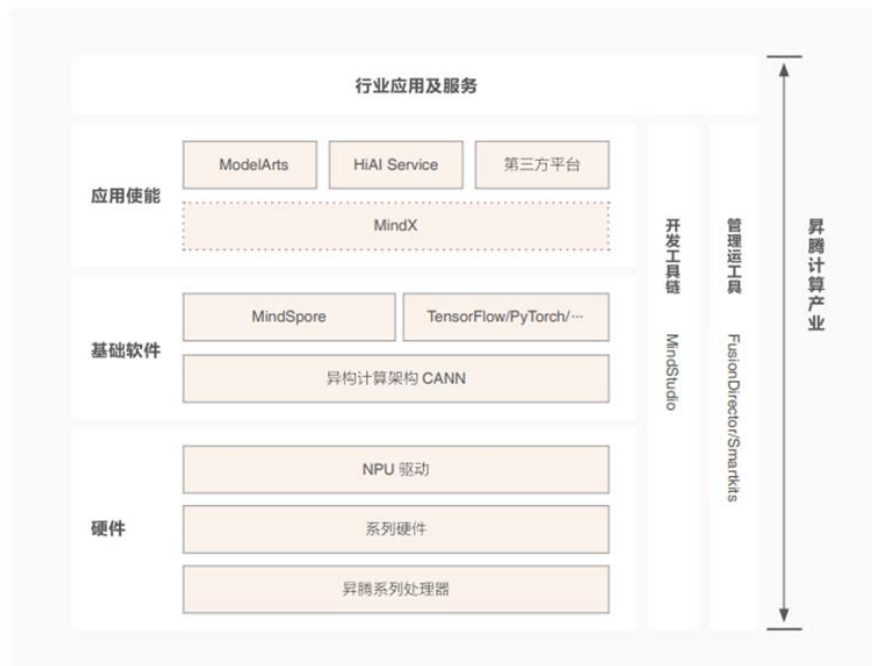 行业应用及服务
应用使能
ModelArts
HiAI Service
第三方平台
MindX
基础软件
MindSpore
TensorFlow/PyTorch/···
异构计算架构 CANN
硬件
NPU 驱动
系列硬件
昇腾系列处理器
开发工具链 MindStudio
管理运工具 FusionDirector/Smartkits
昇腾计算产业